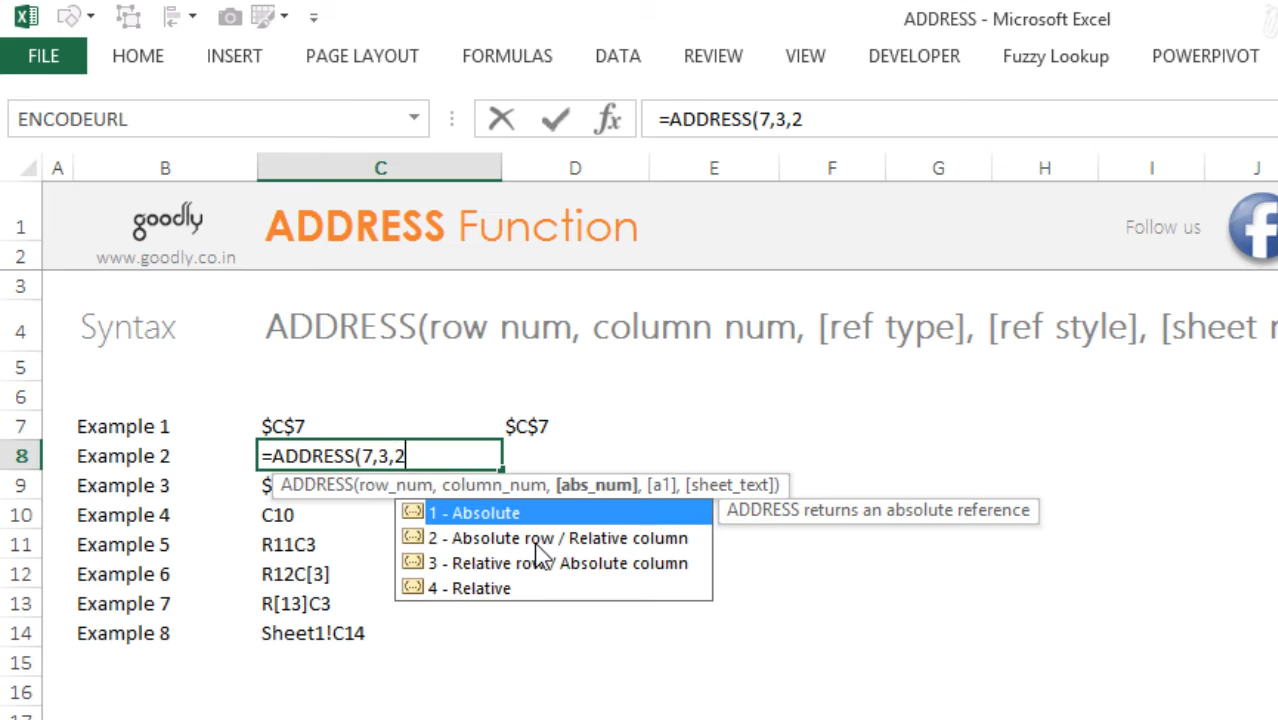 ADDRESS - Microsoft Excel
FILE HOME INSERT PAGE LAYOUT FORMULAS DATA REVIEW VIEW DEVELOPER Fuzzy Lookup POWERPIVOT
ENCODEURL fx =ADDRESS(7,3,2
A B C D E F G H I J
1 goodly ADDRESS Function Follow us
2 www.goodly.co.in
3
4 Syntax ADDRESS(row num, column num, [ref type], [ref style], [sheet
5
6
7 Example 1 $C$7 $C$7
8 Example 2 =ADDRESS(7,3,2
9 Example 3 $ ADDRESS(row_num, column_num, [abs_num], [a1], [sheet_text])
1 - Absolute ADDRESS returns an absolute reference
10 Example 4 C10
2 - Absolute row / Relative column
11 Example 5 R11C3
3 - Relative row / Absolute column
12 Example 6 R12C[3]
4 - Relative
13 Example 7 R[13]C3
14 Example 8 Sheet1!C14
15
16
17